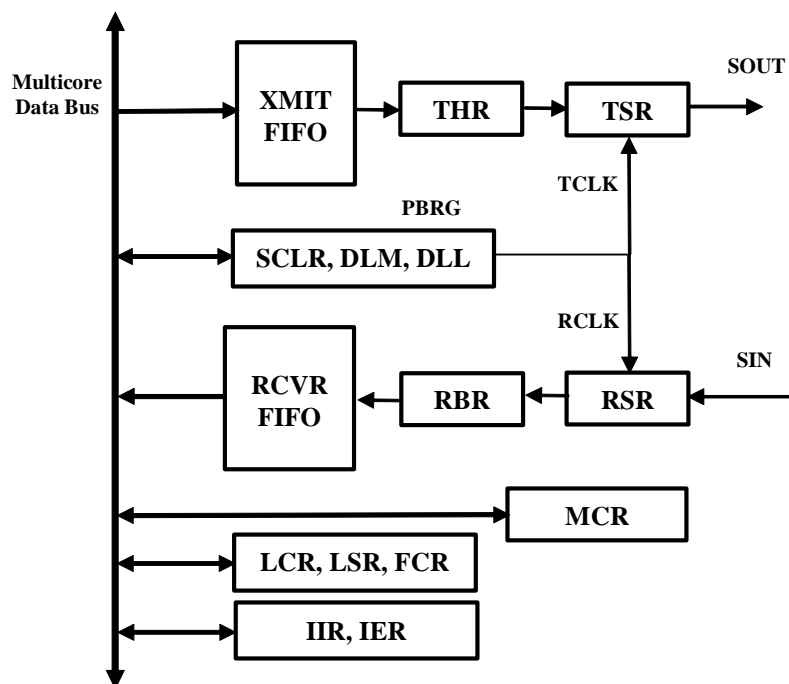 Multicore
Data Bus
XMIT
FIFO
THR
TSR
SOUT
TCLK
PBRG
SCLR, DLM, DLL
RCLK
RCVR
FIFO
RBR
RSR
SIN
MCR
LCR, LSR, FCR
IIR, IER